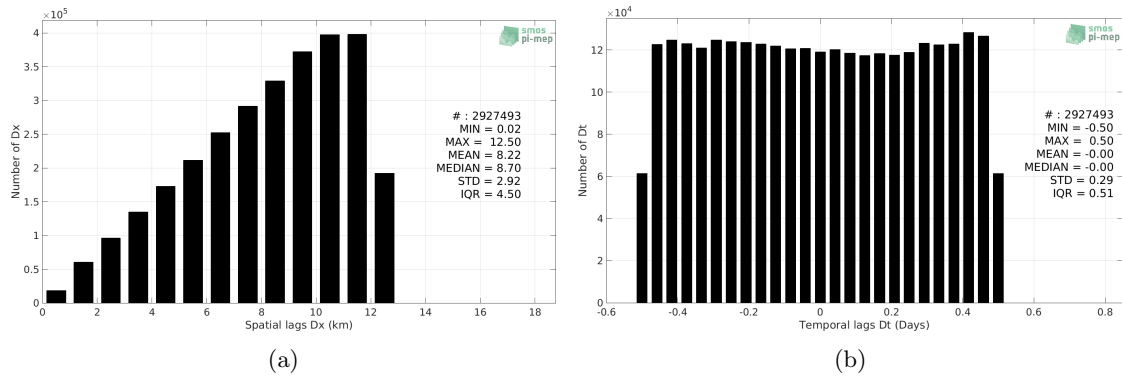 ×10⁵
4
3.5
3
2.5
2
1.5
1
0.5
0
Number of Dx
0 2 4 6 8 10 12 14 16 18
Spatial lags Dx (km)
smos
pi-mep
# : 2927493
MIN = 0.02
MAX = 12.50
MEAN = 8.22
MEDIAN = 8.70
STD = 2.92
IQR = 4.50
(a)
×10⁴
12
10
8
6
4
2
0
Number of Dt
-0.6 -0.4 -0.2 0 0.2 0.4 0.6 0.8
Temporal lags Dt (Days)
smos
pi-mep
# : 2927493
MIN = -0.50
MAX = 0.50
MEAN = -0.00
MEDIAN = -0.00
STD = 0.29
IQR = 0.51
(b)